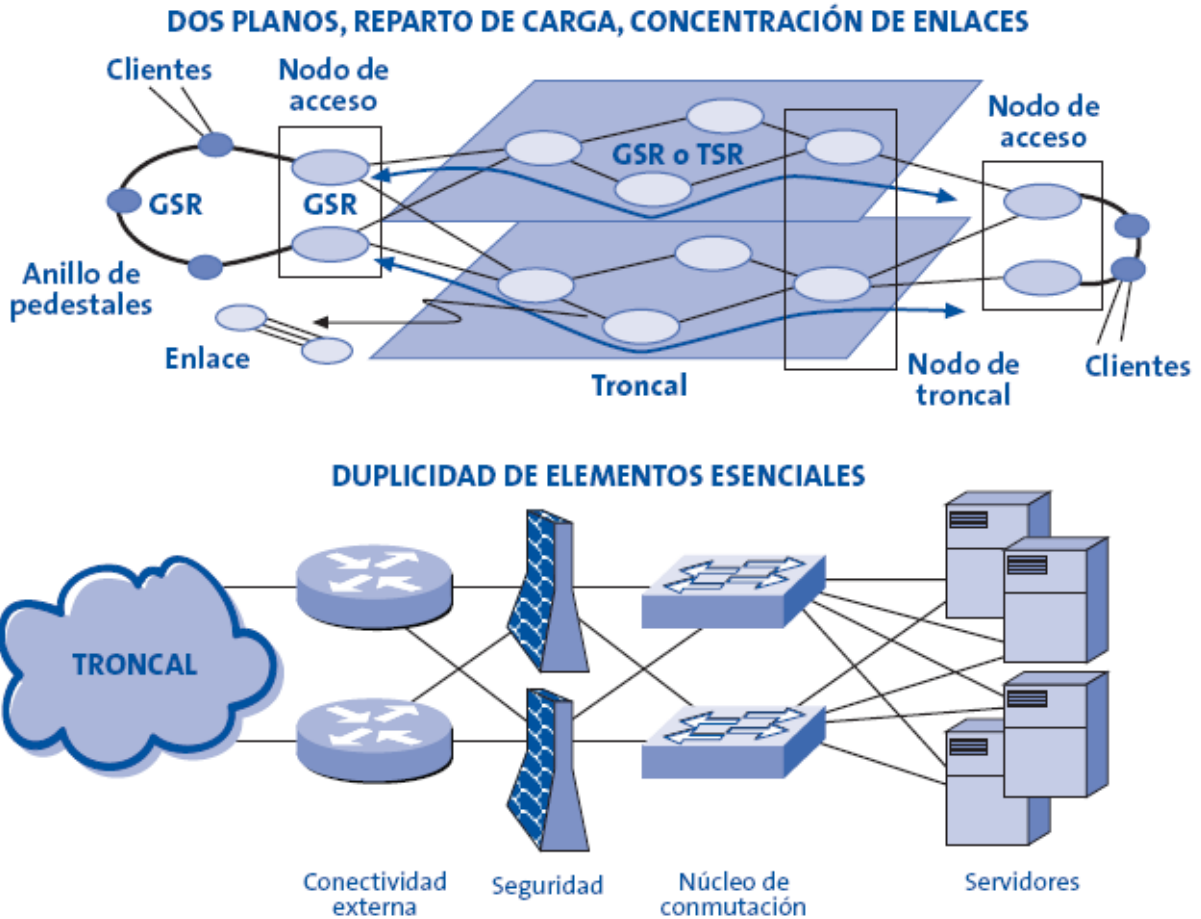 DOS PLANOS, REPARTO DE CARGA, CONCENTRACIÓN DE ENLACES
Clientes
Nodo de
acceso
Nodo de
acceso
GSR o TSR
GSR
GSR
Anillo de
pedestales
Enlace
Troncal
Nodo de
troncal
Clientes
DUPLICIDAD DE ELEMENTOS ESENCIALES
TRONCAL
Conectividad
externa
Seguridad
Núcleo de
conmutación
Servidores